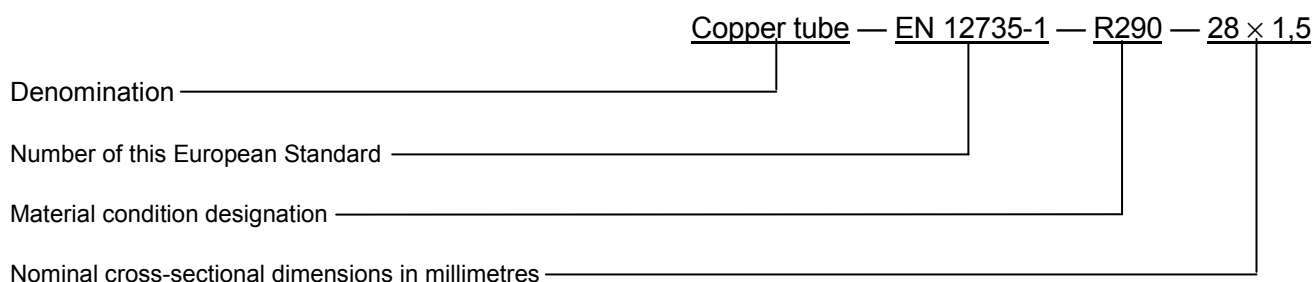 Copper tube — EN 12735-1 — R290 — 28 × 1,5
Denomination
Number of this European Standard
Material condition designation
Nominal cross-sectional dimensions in millimetres